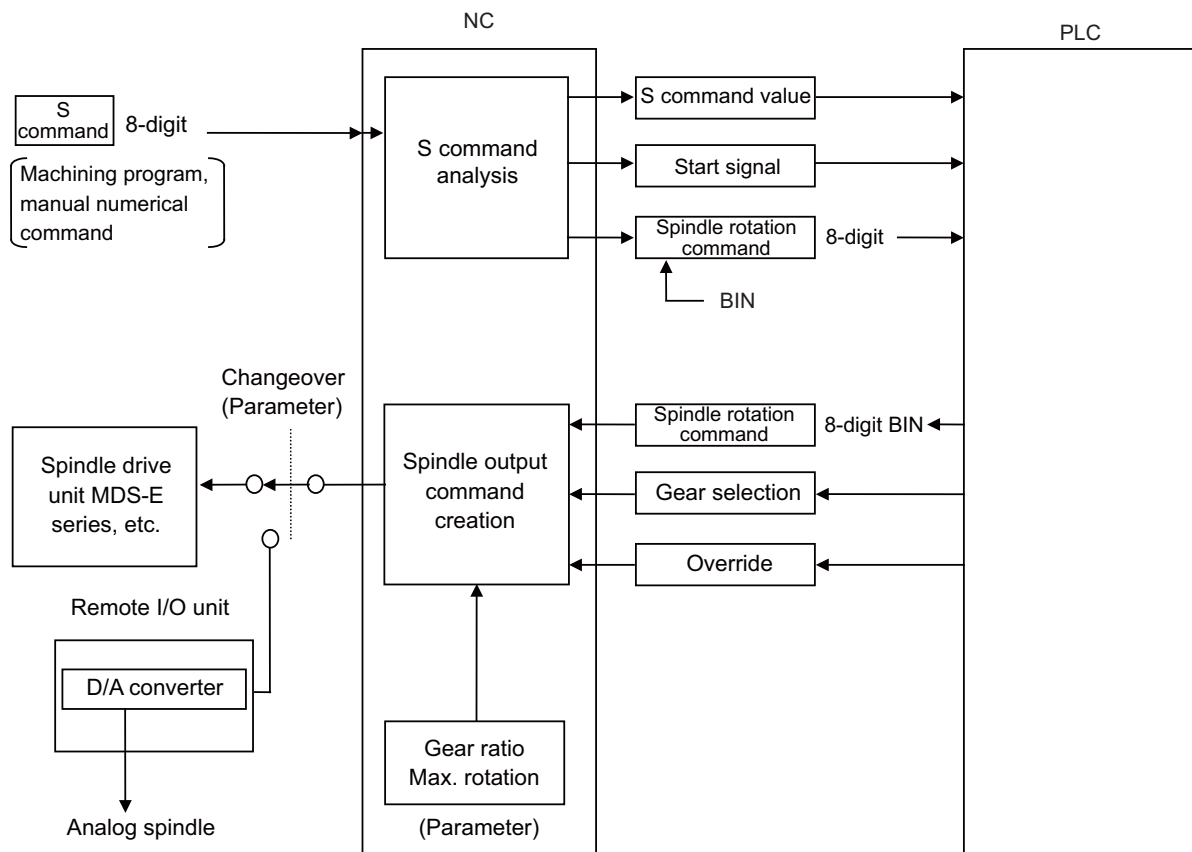 NC
PLC
S
command
8-digit
Machining program,
manual numerical
command
S command
analysis
S command value
Start signal
Spindle rotation
command
8-digit
BIN
Changeover
(Parameter)
Spindle drive
unit MDS-E
series, etc.
Spindle output
command
creation
Spindle rotation
command
8-digit BIN
Gear selection
Override
Remote I/O unit
D/A converter
Analog spindle
Gear ratio
Max. rotation
(Parameter)